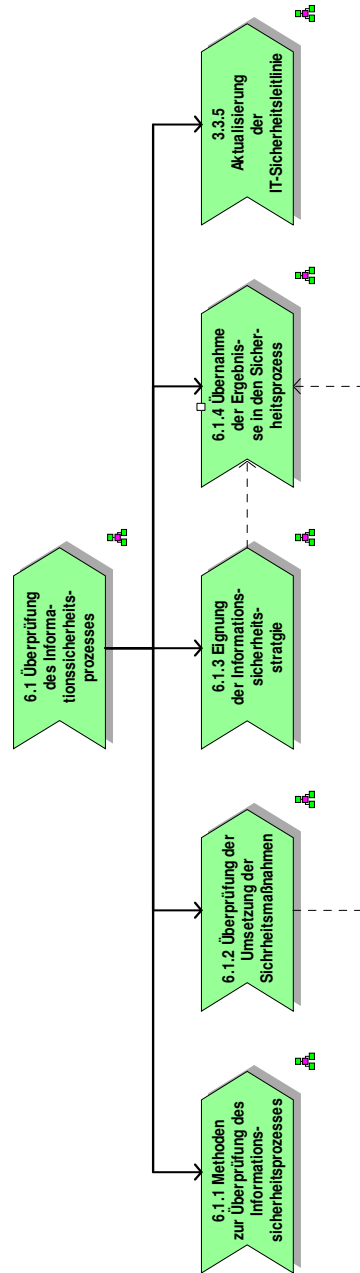 6.1 Überprüfung
des Informa-
tionssicherheits-
prozesses
6.1.1 Methoden
zur Überprüfung des
Informations-
sicherheitsprozesses
6.1.2 Überprüfung der
Umsetzung der
Sichrheitsmaßnahmen
6.1.3 Eignung
der Informations-
sicherheits-
stratgie
6.1.4 Übernahme
der Ergebnis-
se in den Sicher-
heitsprozess
3.3.5
Aktualisierung
der
IT-Sicherheitsleitlinie